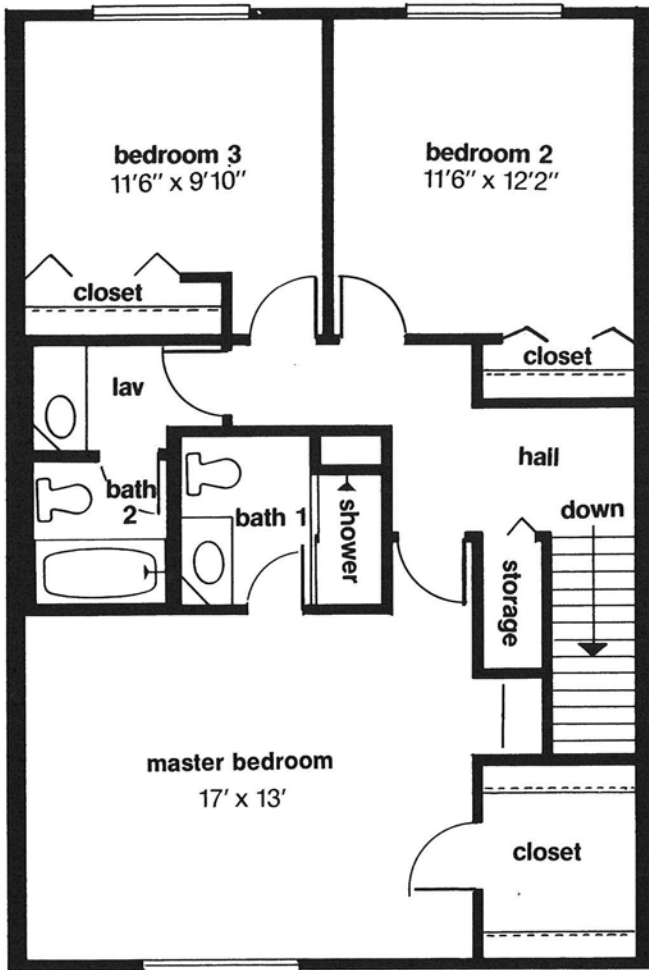 bedroom 3
11'6" x 9'10"
bedroom 2
11'6" x 12'2"
closet
closet
lav
hall
bath
2
bath 1
shower
down
storage
master bedroom
17' x 13'
closet